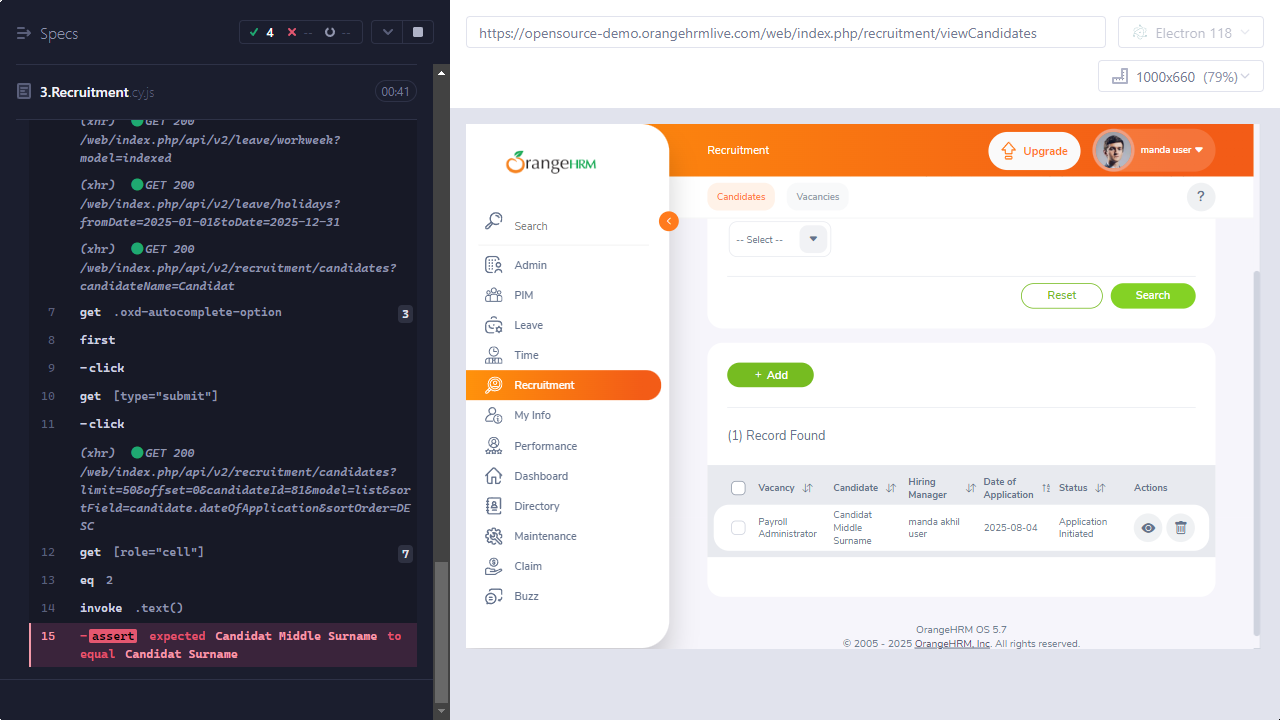 Specs
4
--
--
3.Recruitment.cy.js
00:41
(xhr) GET 200
/web/index.php/api/v2/leave/workweek?
model=indexed
(xhr) GET 200
/web/index.php/api/v2/leave/holidays?
fromDate=2025-01-01&toDate=2025-12-31
(xhr) GET 200
/web/index.php/api/v2/recruitment/candidates?
candidateName=Candidat
7 get .oxd-autocomplete-option 3
8 first
9 -click
10 get [type="submit"]
11 -click
(xhr) GET 200
/web/index.php/api/v2/recruitment/candidates?
limit=50&offset=0&candidateId=81&model=list&sor
tField=candidate.dateOfApplication&sortOrder=DE
SC
12 get [role="cell"] 7
13 eq 2
14 invoke .text()
15 -assert expected Candidat Middle Surname to
equal Candidat Surname
https://opensource-demo.orangehrmlive.com/web/index.php/recruitment/viewCandidates
Electron 118
1000x660 (79%)
OrangeHRM
Search
Admin
PIM
Leave
Time
Recruitment
My Info
Performance
Dashboard
Directory
Maintenance
Claim
Buzz
Recruitment
Upgrade
manda user
Candidates
Vacancies
?
-- Select --
Reset
Search
+ Add
(1) Record Found
Vacancy
Candidate
Hiring
Manager
Date of
Application
Status
Actions
Payroll
Administrator
Candidat
Middle
Surname
manda akhil
user
2025-08-04
Application
Initiated
OrangeHRM OS 5.7
© 2005 - 2025 OrangeHRM, Inc. All rights reserved.